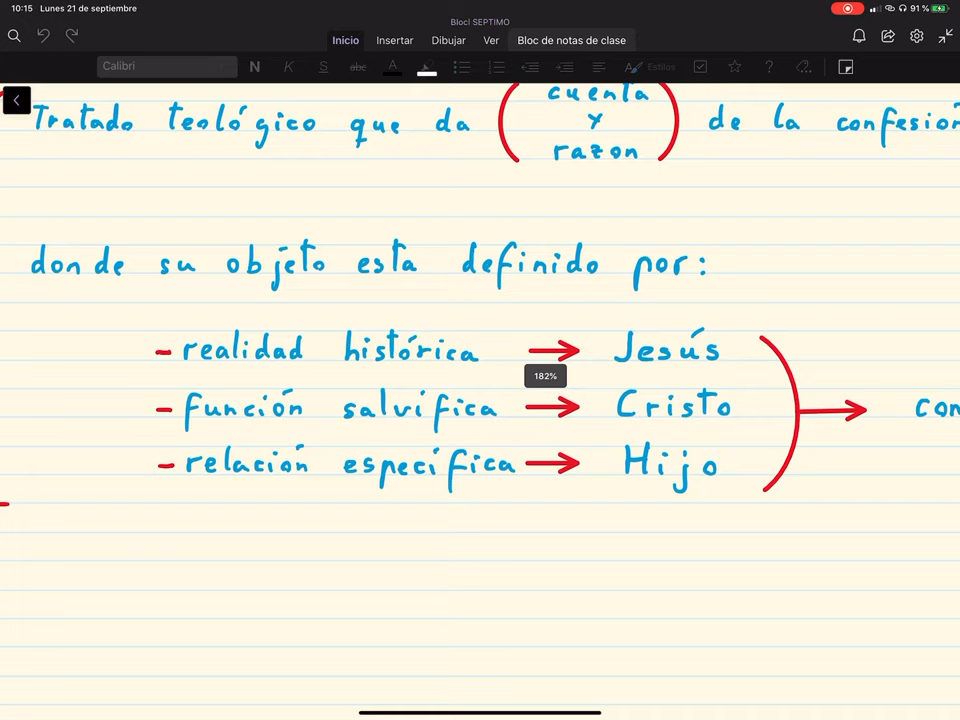 10:15 Lunes 21 de septiembre 91 %
Blocl SEPTIMO
Inicio Insertar Dibujar Ver Bloc de notas de clase
Calibri N K S abc A Estilos
cuenta
Tratado teológico que da y de la confesión
razon
donde su objeto esta definido por:
- realidad histórica → Jesús
182%
- función salvífica → Cristo → con
- relación específica → Hijo